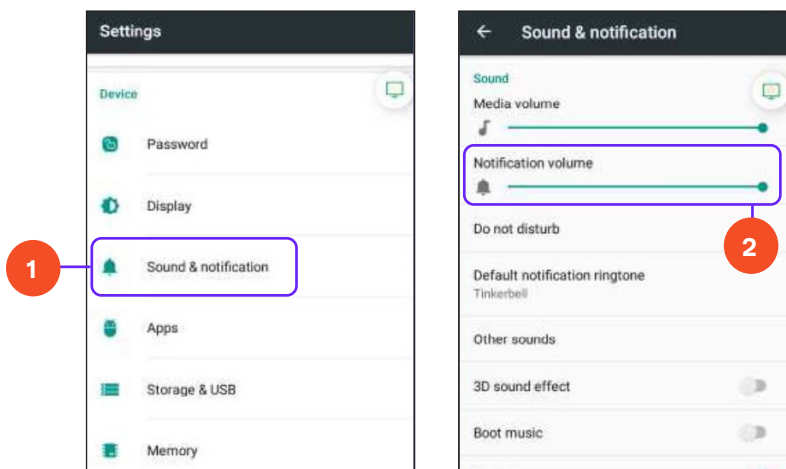 Settings
Device
Password
Display
1
Sound & notification
Apps
Storage & USB
Memory
Sound & notification
Sound
Media volume
Notification volume
2
Do not disturb
Default notification ringtone
Tinkerbell
Other sounds
3D sound effect
Boot music